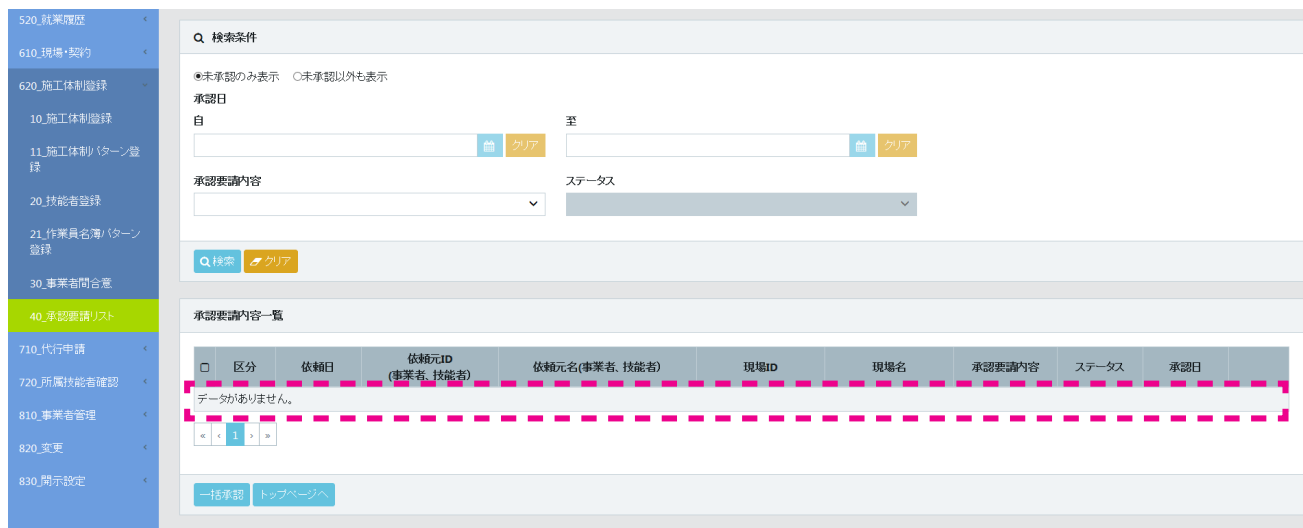 520_就業履歴
610_現場・契約
620_施工体制登録
10_施工体制登録
11_施工体制パターン登
録
20_技能者登録
21_作業員名簿パターン
登録
30_事業者間合意
40_承認要請リスト
710_代行申請
720_所属技能者確認
810_事業者管理
820_変更
830_開示設定
検索条件
未承認のみ表示 未承認以外も表示
承認日
自 至
クリア クリア
承認要請内容 ステータス
検索 クリア
承認要請内容一覧
区分 依頼日 依頼元ID
(事業者、技能者) 依頼元名(事業者、技能者) 現場ID 現場名 承認要請内容 ステータス 承認日
データがありません。
« ‹ 1 › »
一括承認 トップページへ